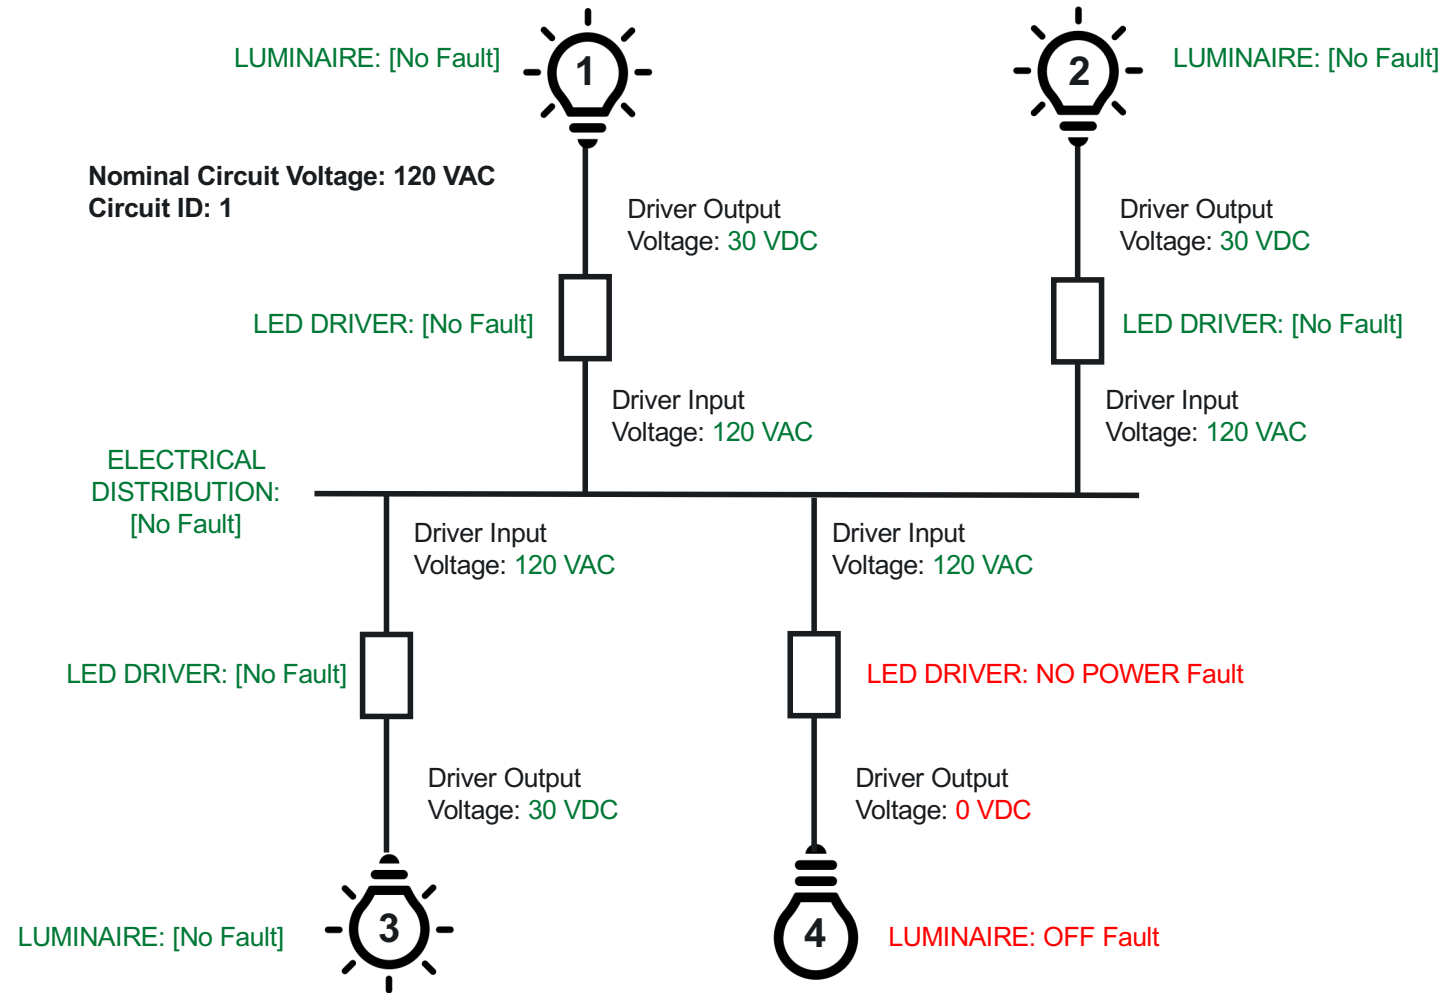 LUMINAIRE: [No Fault]
1
2
LUMINAIRE: [No Fault]
Nominal Circuit Voltage: 120 VAC
Circuit ID: 1
Driver Output
Voltage: 30 VDC
Driver Output
Voltage: 30 VDC
LED DRIVER: [No Fault]
LED DRIVER: [No Fault]
Driver Input
Voltage: 120 VAC
Driver Input
Voltage: 120 VAC
ELECTRICAL
DISTRIBUTION:
[No Fault]
Driver Input
Voltage: 120 VAC
Driver Input
Voltage: 120 VAC
LED DRIVER: [No Fault]
LED DRIVER: NO POWER Fault
Driver Output
Voltage: 30 VDC
Driver Output
Voltage: 0 VDC
LUMINAIRE: [No Fault]
3
4
LUMINAIRE: OFF Fault